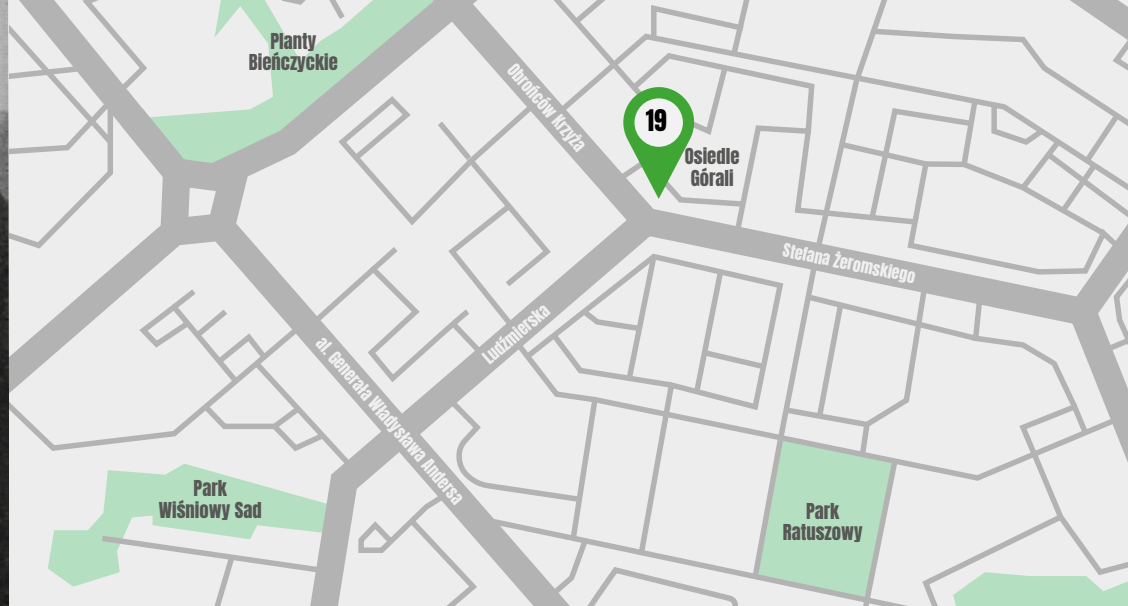 Planty
Bieńczyckie
Obrońców Krzyża
19
Osiedle
Górali
Stefana Żeromskiego
Ludźmierska
al. Generała Władysława Andersa
Park
Wiśniowy Sad
Park
Ratuszowy